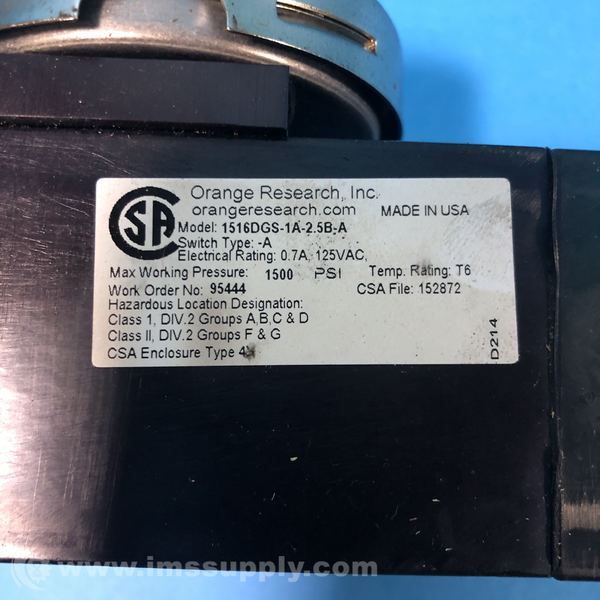 CSA
Orange Research, Inc.
orangeresearch.com MADE IN USA
Model: 1516DGS-1A-2.5B-A
Switch Type: -A
Electrical Rating: 0.7A, 125VAC,
Max Working Pressure: 1500 PSI Temp. Rating: T6
Work Order No: 95444 CSA File: 152872
Hazardous Location Designation:
Class 1, DIV.2 Groups A,B,C & D
Class II, DIV.2 Groups F & G
CSA Enclosure Type
D214
© www.imssupply.com